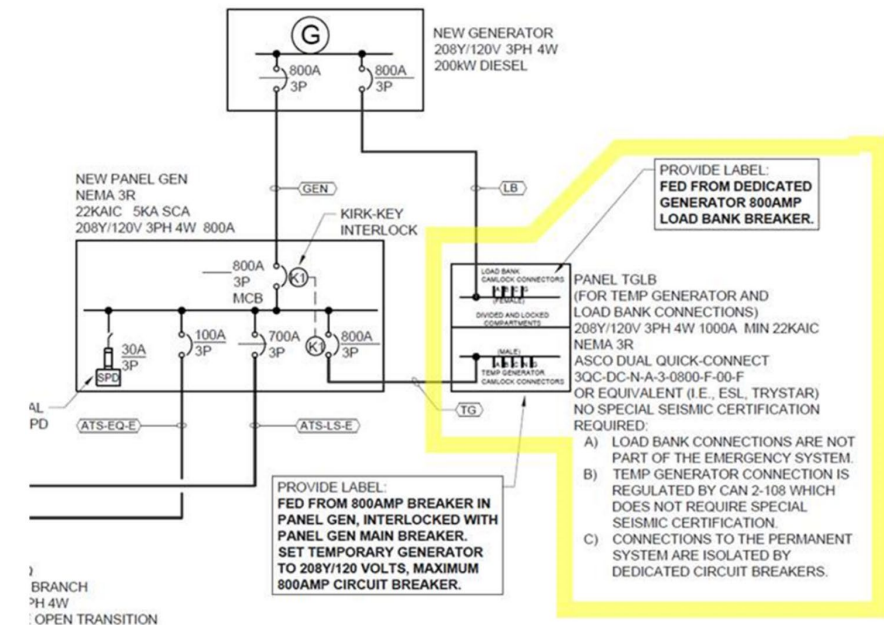 G
NEW GENERATOR
208Y/120V 3PH 4W
200kW DIESEL
800A
3P
800A
3P
GEN
LB
NEW PANEL GEN
NEMA 3R
22KAIC 5KA SCA
208Y/120V 3PH 4W 800A
KIRK-KEY
INTERLOCK
800A
3P
MCB
K1
30A
3P
SPD
100A
3P
700A
3P
K1
800A
3P
AL
PD
ATS-EQ-E
ATS-LS-E
TG
PROVIDE LABEL:
FED FROM DEDICATED
GENERATOR 800AMP
LOAD BANK BREAKER.
LOAD BANK
CAMLOCK CONNECTORS
A B C N G
(FEMALE)
DIVIDED AND LOCKED
COMPARTMENTS
(MALE)
A B C N G
TEMP GENERATOR
CAMLOCK CONNECTORS
PANEL TGLB
(FOR TEMP GENERATOR AND
LOAD BANK CONNECTIONS)
208Y/120V 3PH 4W 1000A MIN 22KAIC
NEMA 3R
ASCO DUAL QUICK-CONNECT
3QC-DC-N-A-3-0800-F-00-F
OR EQUIVALENT (I.E., ESL, TRYSTAR)
NO SPECIAL SEISMIC CERTIFICATION
REQUIRED:
A) LOAD BANK CONNECTIONS ARE NOT
PART OF THE EMERGENCY SYSTEM.
B) TEMP GENERATOR CONNECTION IS
REGULATED BY CAN 2-108 WHICH
DOES NOT REQUIRE SPECIAL
SEISMIC CERTIFICATION.
C) CONNECTIONS TO THE PERMANENT
SYSTEM ARE ISOLATED BY
DEDICATED CIRCUIT BREAKERS.
PROVIDE LABEL:
FED FROM 800AMP BREAKER IN
PANEL GEN, INTERLOCKED WITH
PANEL GEN MAIN BREAKER.
SET TEMPORARY GENERATOR
TO 208Y/120 VOLTS, MAXIMUM
800AMP CIRCUIT BREAKER.
BRANCH
PH 4W
OPEN TRANSITION